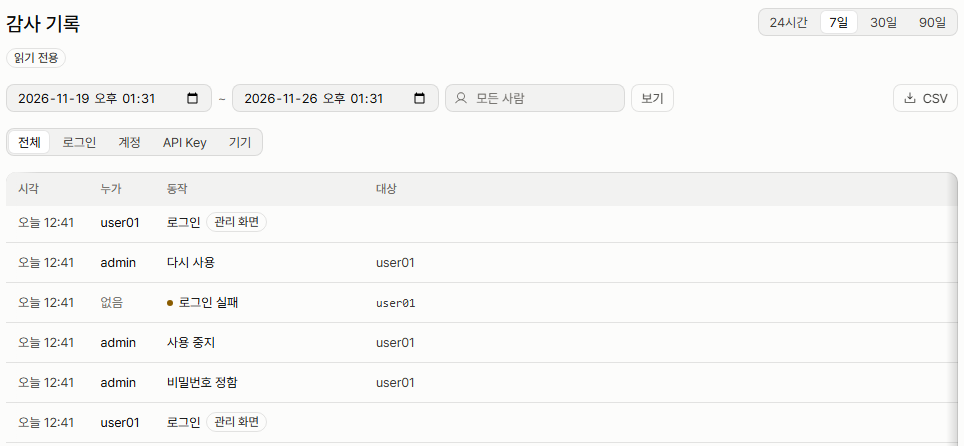 감사 기록
24시간 7일 30일 90일
읽기 전용
2026-11-19 오후 01:31 ~ 2026-11-26 오후 01:31 모든 사람 보기 CSV
전체 로그인 계정 API Key 기기
시각 누가 동작 대상
오늘 12:41 user01 로그인 관리 화면
오늘 12:41 admin 다시 사용 user01
오늘 12:41 없음 로그인 실패 user01
오늘 12:41 admin 사용 중지 user01
오늘 12:41 admin 비밀번호 정함 user01
오늘 12:41 user01 로그인 관리 화면